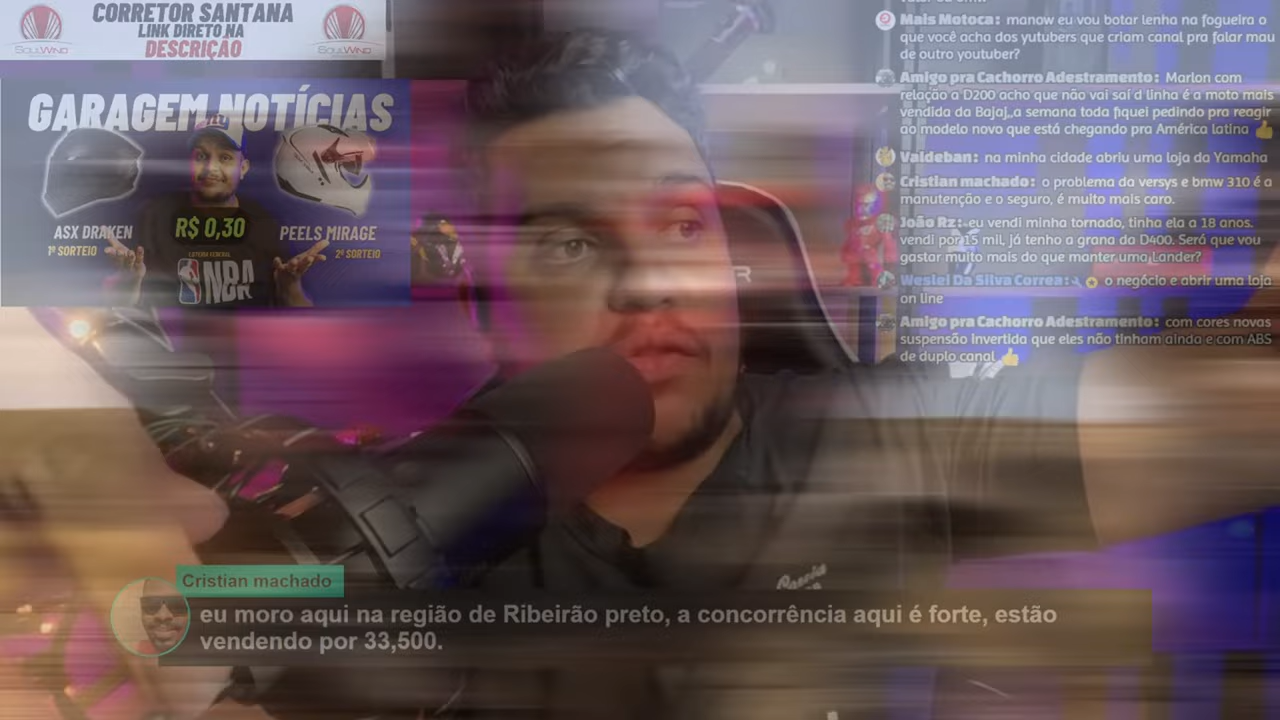 CORRETOR SANTANA
LINK DIRETO NA
DESCRIÇÃO
SOULWIND
SOULWIND
GARAGEM NOTÍCIAS
ASX DRAKEN
1º SORTEIO
R$ 0,30
LOTERIA FEDERAL
NBA
PEELS MIRAGE
2º SORTEIO
Mais Motoca: manow eu vou botar lenha na fogueira o
que você acha dos yutubers que criam canal pra falar mau
de outro youtuber?
Amigo pra Cachorro Adestramento: Marlon com
relação a D200 acho que não vai saí d linha é a moto mais
vendida da Bajaj,,a semana toda fiquei pedindo pra reagir
ao modelo novo que está chegando pra América latina 👍
Valdeban: na minha cidade abriu uma loja da Yamaha
Cristian machado: o problema da versys e bmw 310 é a
manutenção e o seguro, é muito mais caro.
João Rz: eu vendi minha tornado, tinha ela a 18 anos.
vendi por 15 mil, já tenho a grana da D400. Será que vou
gastar muito mais do que manter uma Lander?
Weslei Da Silva Correa: o negócio e abrir uma loja
on line
Amigo pra Cachorro Adestramento: com cores novas
suspensão invertida que eles não tinham ainda e com ABS
de duplo canal 👍
Cristian machado
eu moro aqui na região de Ribeirão preto, a concorrência aqui é forte, estão
vendendo por 33,500.